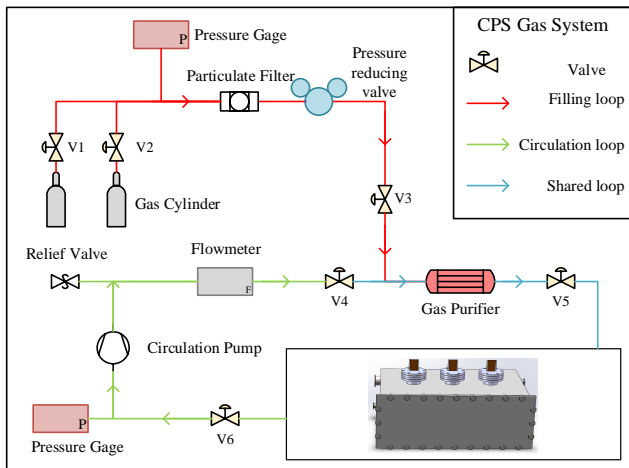 CPS Gas System
Valve
Filling loop
Circulation loop
Shared loop
P
Pressure Gage
Particulate Filter
Pressure
reducing
valve
V1
V2
Gas Cylinder
V3
Relief Valve
Flowmeter
F
V4
Gas Purifier
V5
Circulation Pump
P
Pressure Gage
V6